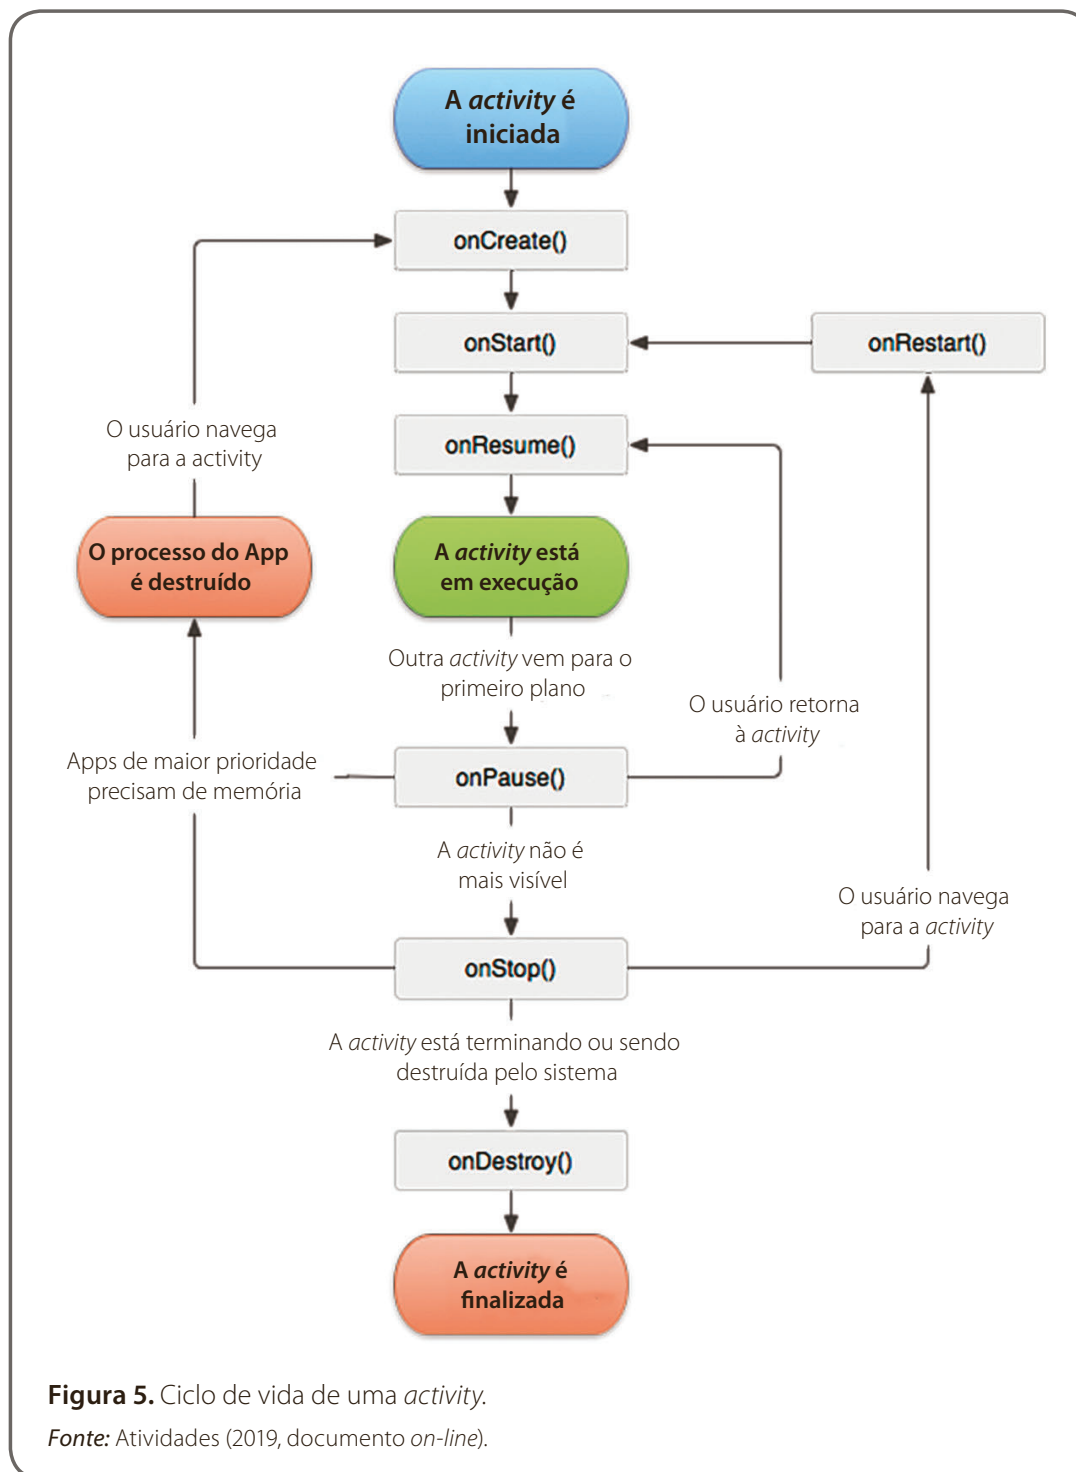 A activity é
iniciada
onCreate()
onStart()
onRestart()
onResume()
O usuário navega
para a activity
O processo do App
é destruído
A activity está
em execução
Outra activity vem para o
primeiro plano
O usuário retorna
à activity
Apps de maior prioridade
precisam de memória
onPause()
A activity não é
mais visível
O usuário navega
para a activity
onStop()
A activity está terminando ou sendo
destruída pelo sistema
onDestroy()
A activity é
finalizada
Figura 5. Ciclo de vida de uma activity.
Fonte: Atividades (2019, documento on-line).